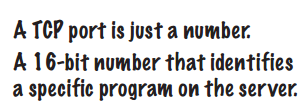 A TCP port is just a number.
A 16-bit number that identifies
a specific program on the server.